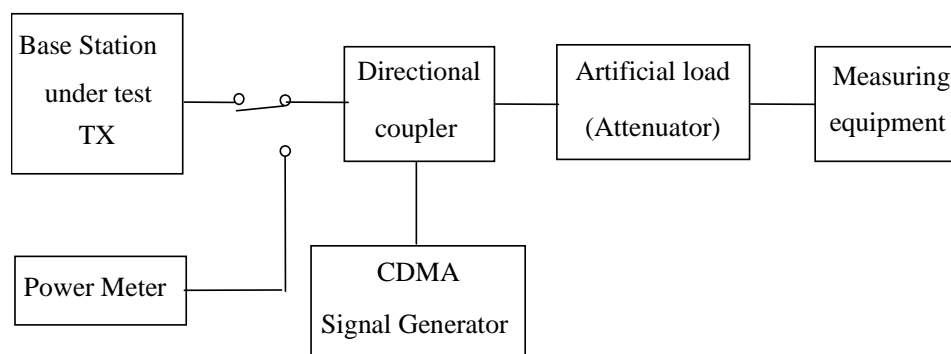 Base Station
under test
TX
Directional
coupler
Artificial load
(Attenuator)
Measuring
equipment
Power Meter
CDMA
Signal Generator